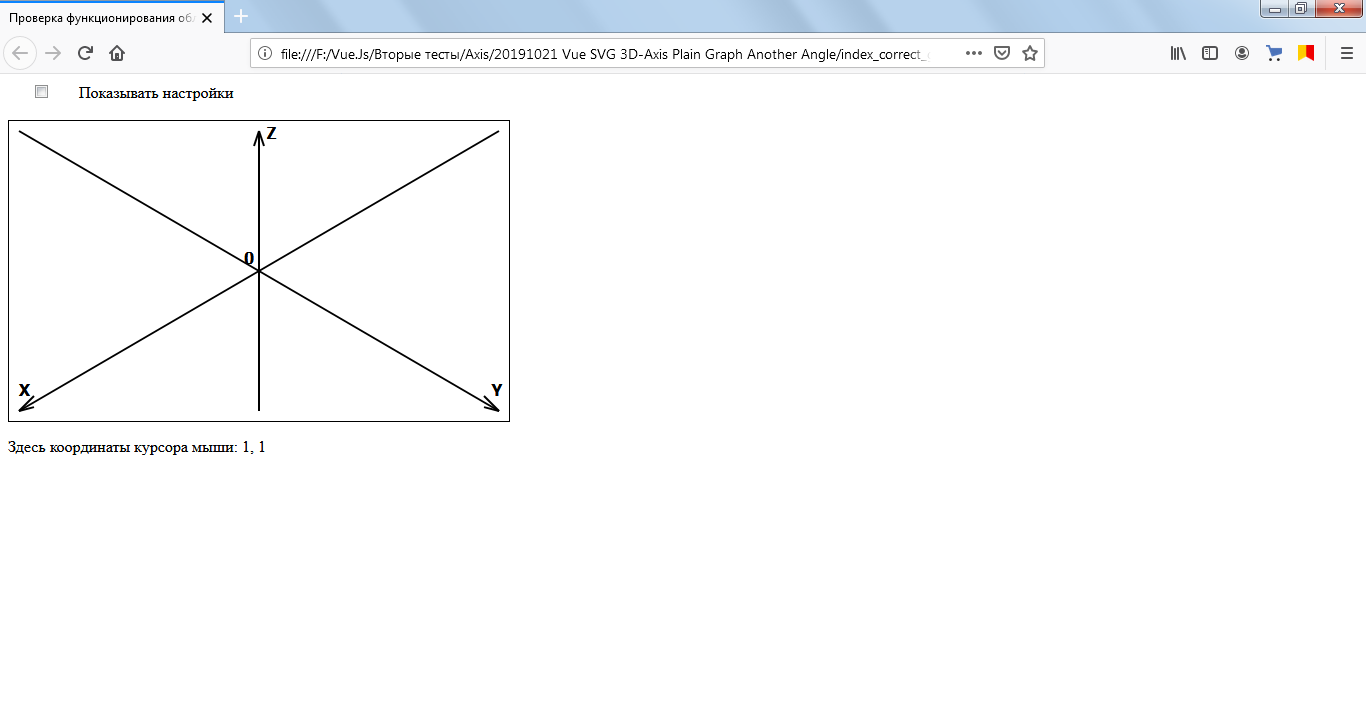 Проверка функционирования обл
file:///F:/Vue.Js/Вторые тесты/Axis/20191021 Vue SVG 3D-Axis Plain Graph Another Angle/index_correct_
Показывать настройки
Z
0
X
Y
Здесь координаты курсора мыши: 1, 1